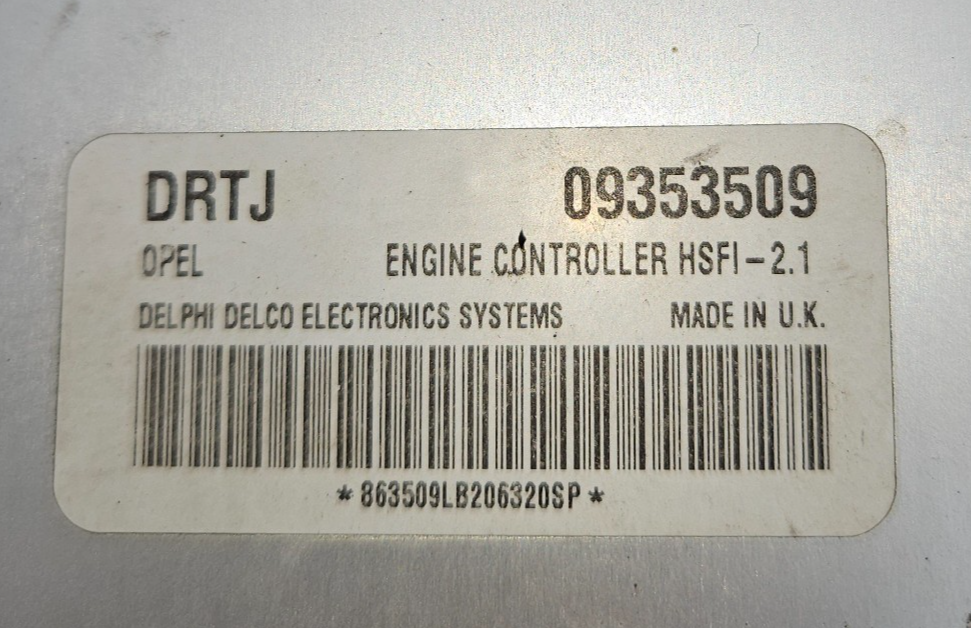 DRTJ 09353509
OPEL ENGINE CONTROLLER HSFI-2.1
DELPHI DELCO ELECTRONICS SYSTEMS MADE IN U.K.
*863509LB206320SP*